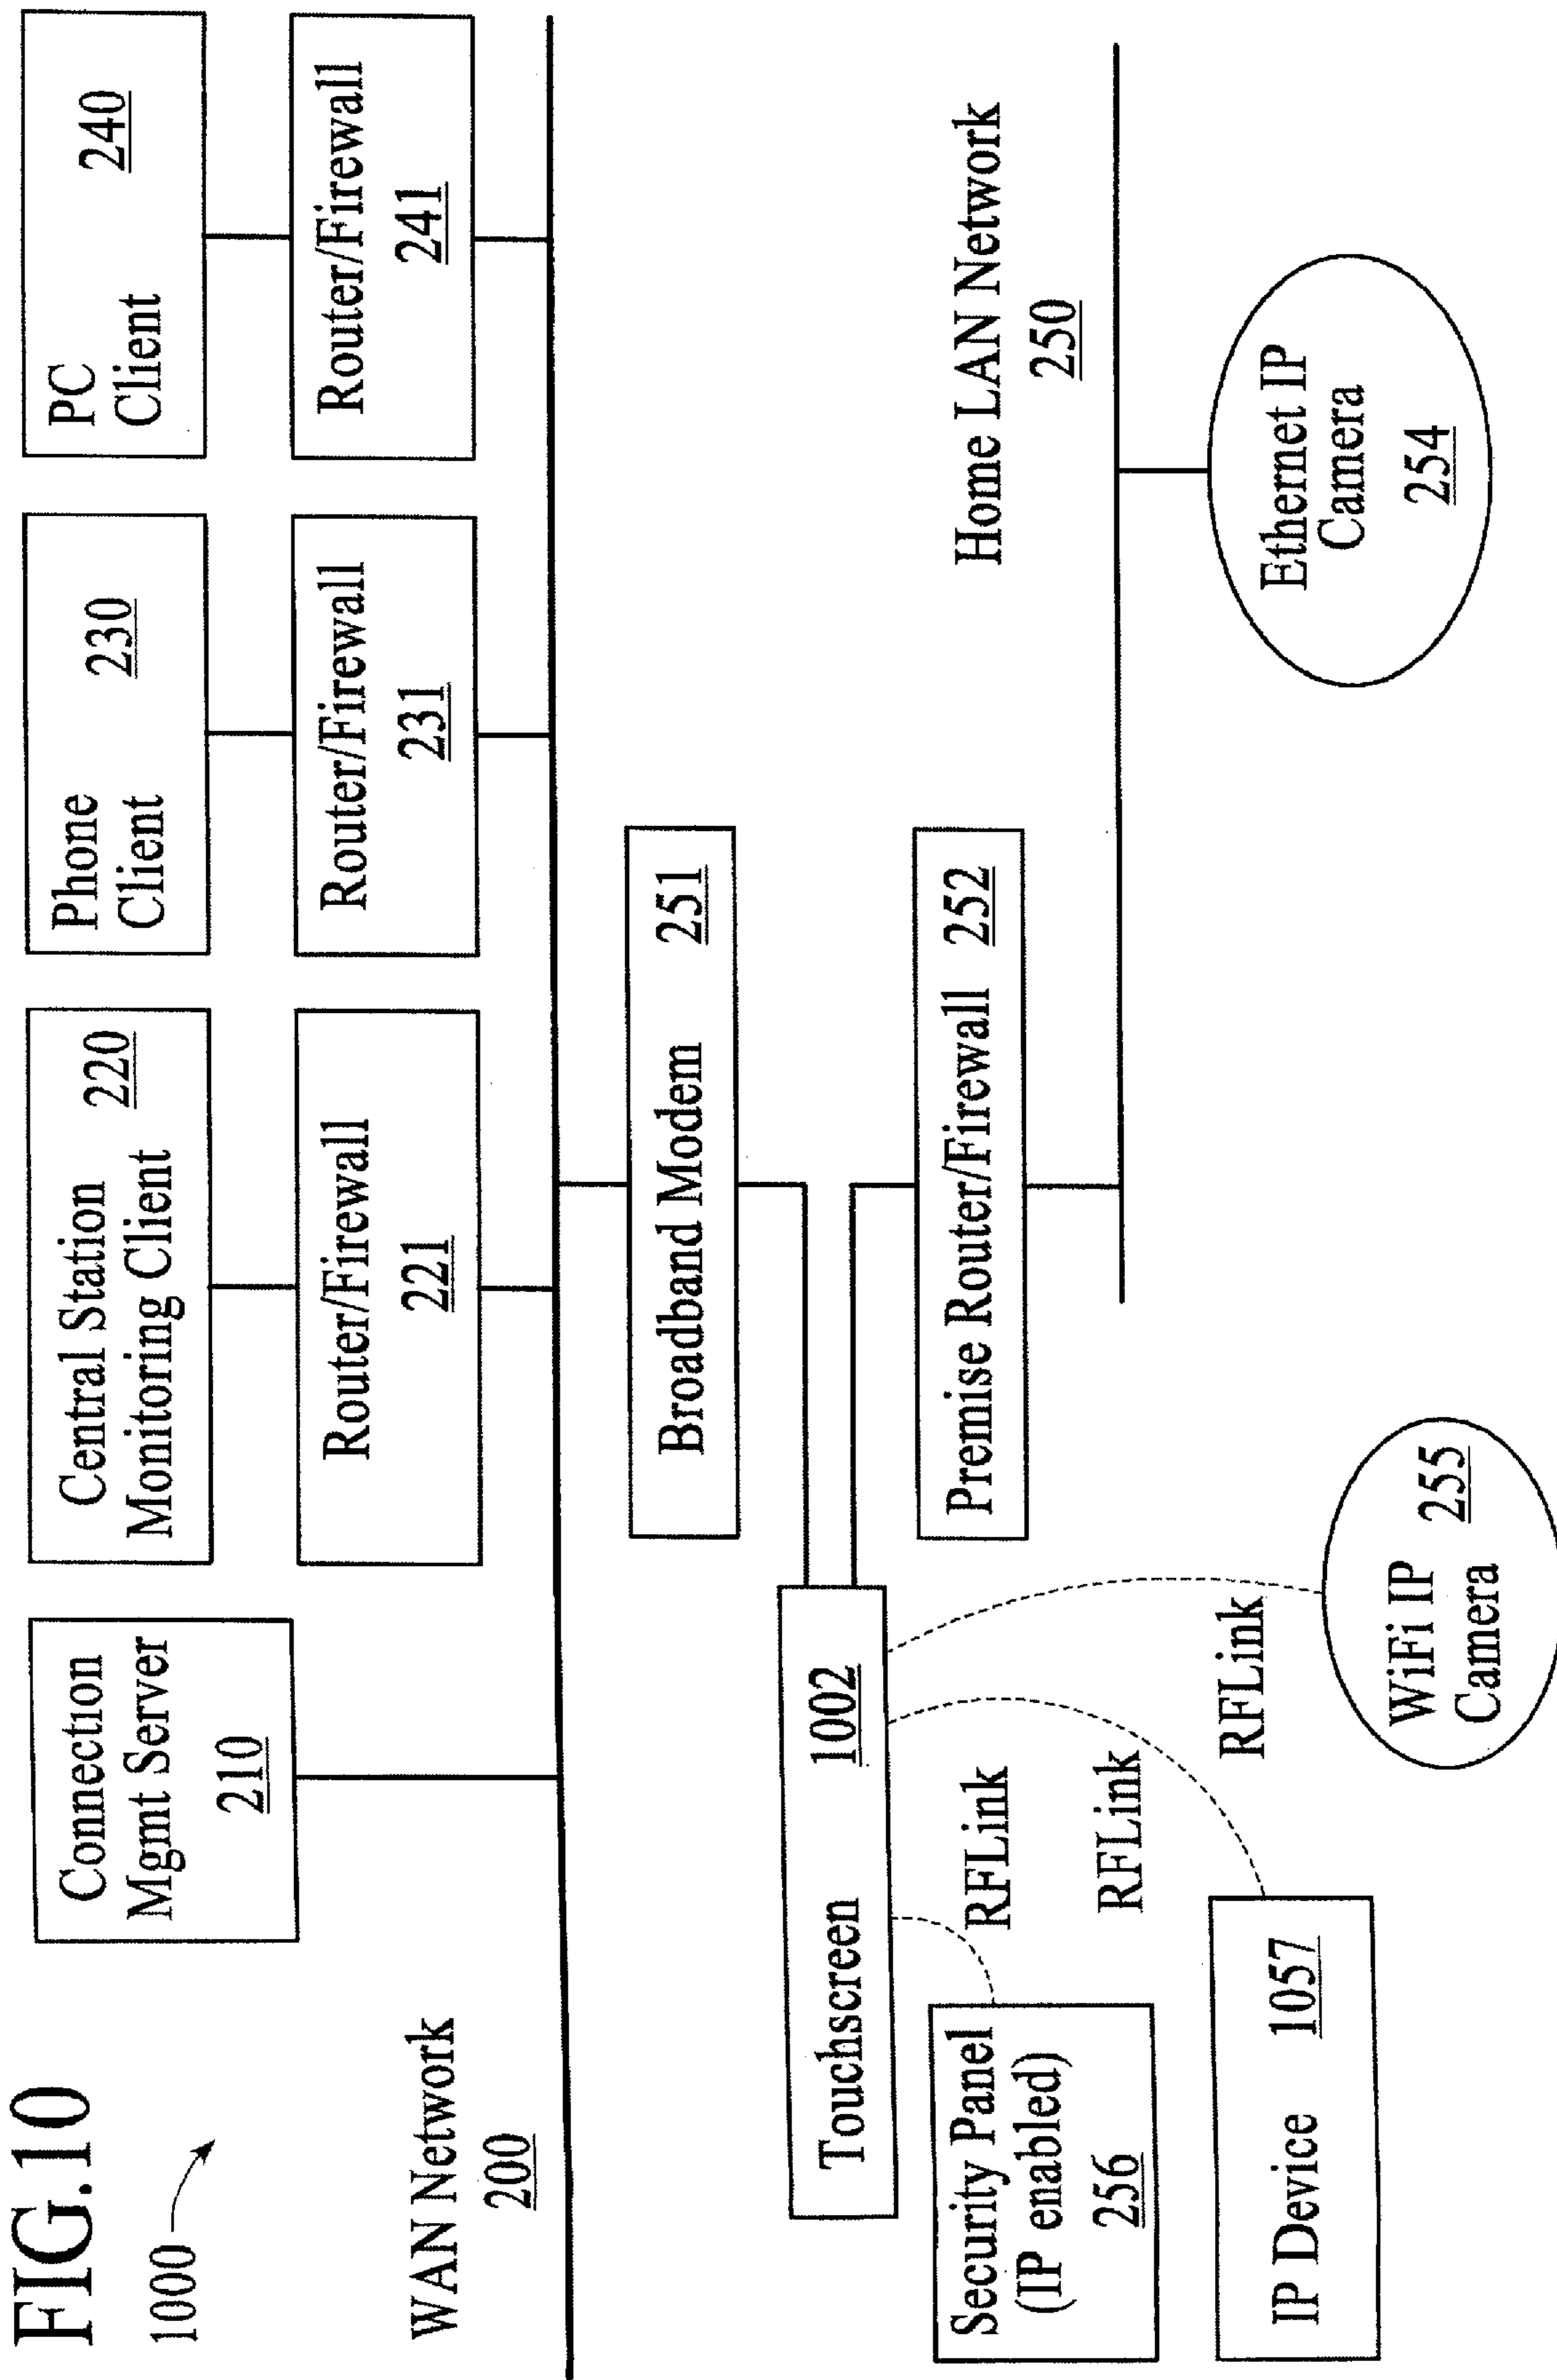 FIG.10
1000
Connection
Mgmt Server
210
Central Station
Monitoring Client
220
Phone
Client
230
PC
Client
240
Router/Firewall
221
Router/Firewall
231
Router/Firewall
241
WAN Network
200
Broadband Modem 251
Touchscreen 1002
Premise Router/Firewall 252
Home LAN Network
250
Security Panel
(IP enabled)
256
RFLink
RFLink
RFLink
IP Device 1057
WiFi IP
Camera
255
Ethernet IP
Camera
254